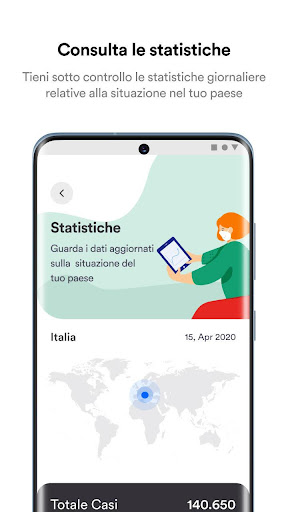 Consulta le statistiche
Tieni sotto controllo le statistiche giornaliere
relative alla situazione nel tuo paese
Statistiche
Guarda i dati aggiornati
sulla situazione del
tuo paese
Italia
15, Apr 2020
Totale Casi
140.650